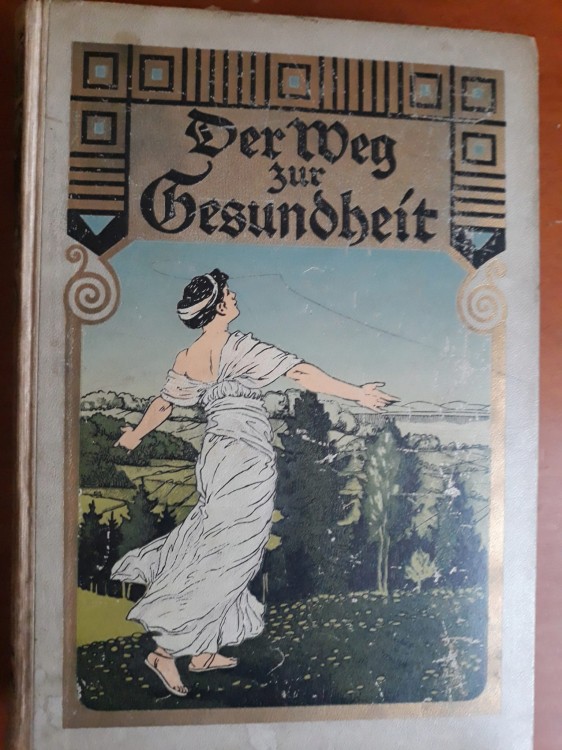 Der Weg
zur
Gesundheit